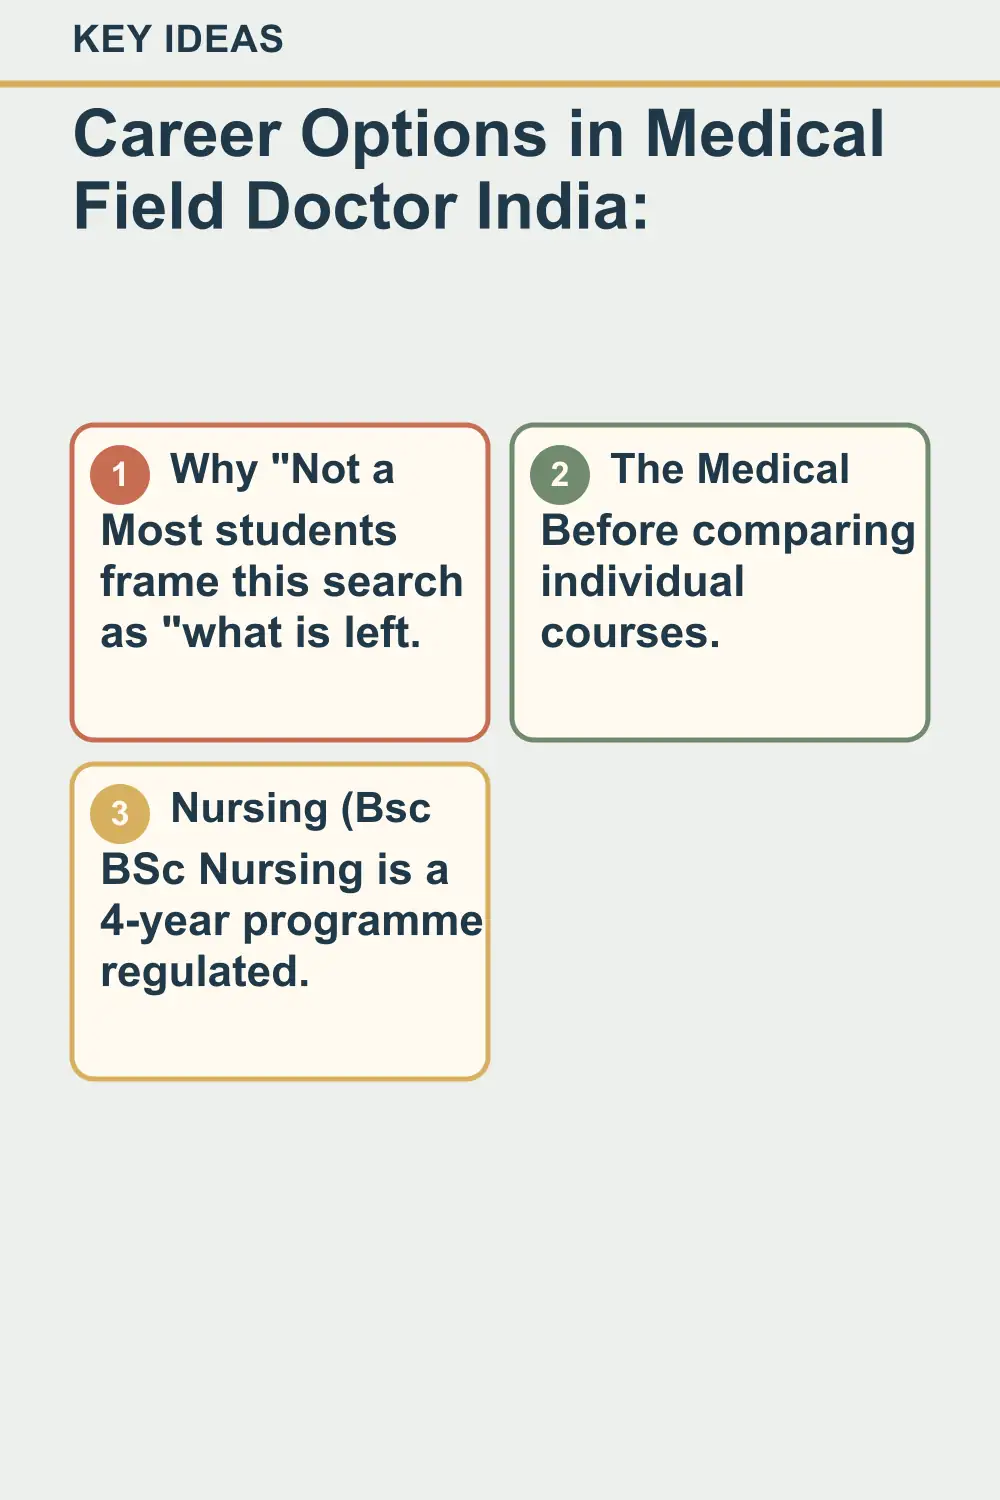 KEY IDEAS
Career Options in Medical
Field Doctor India:
1 Why "Not a
Most students
frame this search
as "what is left.
2 The Medical
Before comparing
individual
courses.
3 Nursing (Bsc
BSc Nursing is a
4-year programme
regulated.